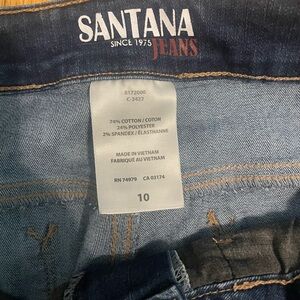 SANTANA
SINCE 1975 JEANS
8172000
C-3422
74% COTTON / COTON
24% POLYESTER
2% SPANDEX / ÉLASTHANNE
MADE IN VIETNAM
FABRIQUÉ AU VIETNAM
RN 74979 CA 03174
10